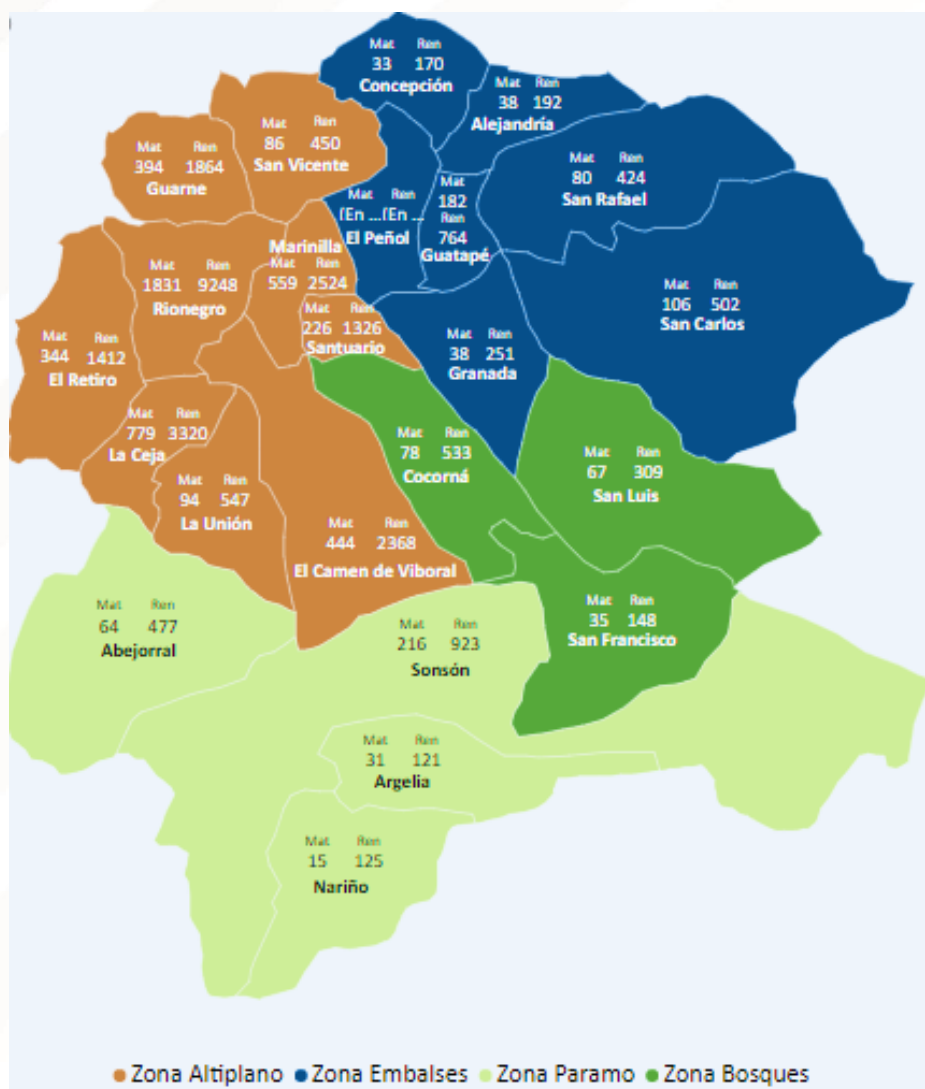 Mat Ren
33 170
Concepción
Mat Ren
38 192
Alejandría
Mat Ren
86 450
San Vicente
Mat Ren
394 1864
Guarne
Mat Ren
80 424
San Rafael
Mat Ren
(En ... (En ...
El Peñol
Mat
182
Ren
764
Guatapé
Marinilla
Mat Ren
559 2524
Mat Ren
1831 9248
Rionegro
Mat Ren
106 502
San Carlos
Mat Ren
226 1326
Santuario
Mat Ren
344 1412
El Retiro
Mat Ren
38 251
Granada
Mat Ren
779 3320
La Ceja
Mat Ren
78 533
Cocorná
Mat Ren
67 309
San Luis
Mat Ren
94 547
La Unión
Mat Ren
444 2368
El Camen de Viboral
Mat Ren
64 477
Abejorral
Mat Ren
216 923
Sonsón
Mat Ren
35 148
San Francisco
Mat Ren
31 121
Argelia
Mat Ren
15 125
Nariño
Zona Altiplano Zona Embalses Zona Paramo Zona Bosques